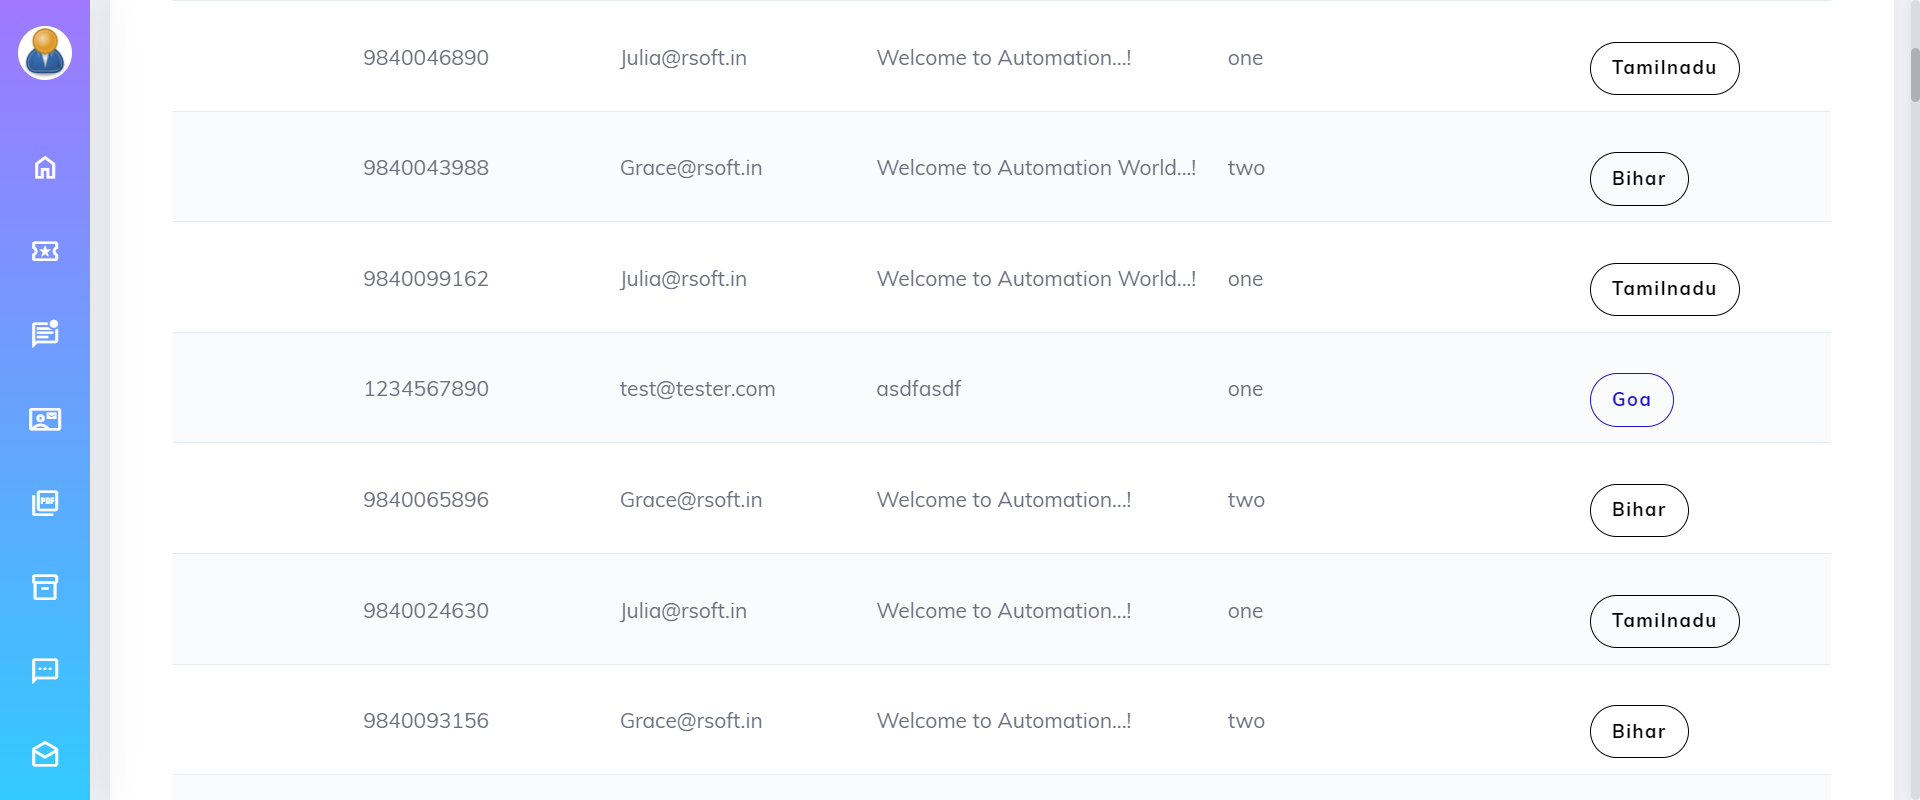 9840046890 Julia@rsoft.in Welcome to Automation...! one Tamilnadu
9840043988 Grace@rsoft.in Welcome to Automation World...! two Bihar
9840099162 Julia@rsoft.in Welcome to Automation World...! one Tamilnadu
1234567890 test@tester.com asdfasdf one Goa
9840065896 Grace@rsoft.in Welcome to Automation...! two Bihar
9840024630 Julia@rsoft.in Welcome to Automation...! one Tamilnadu
9840093156 Grace@rsoft.in Welcome to Automation...! two Bihar
PDF